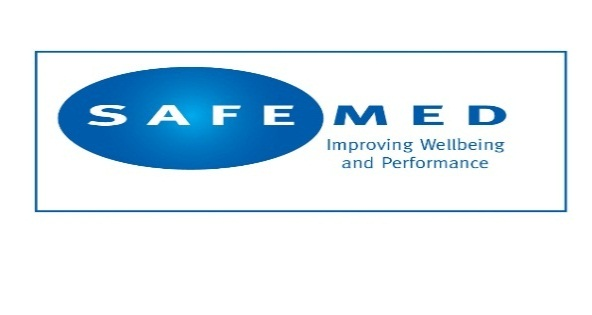 SAFEMED
Improving Wellbeing
and Performance